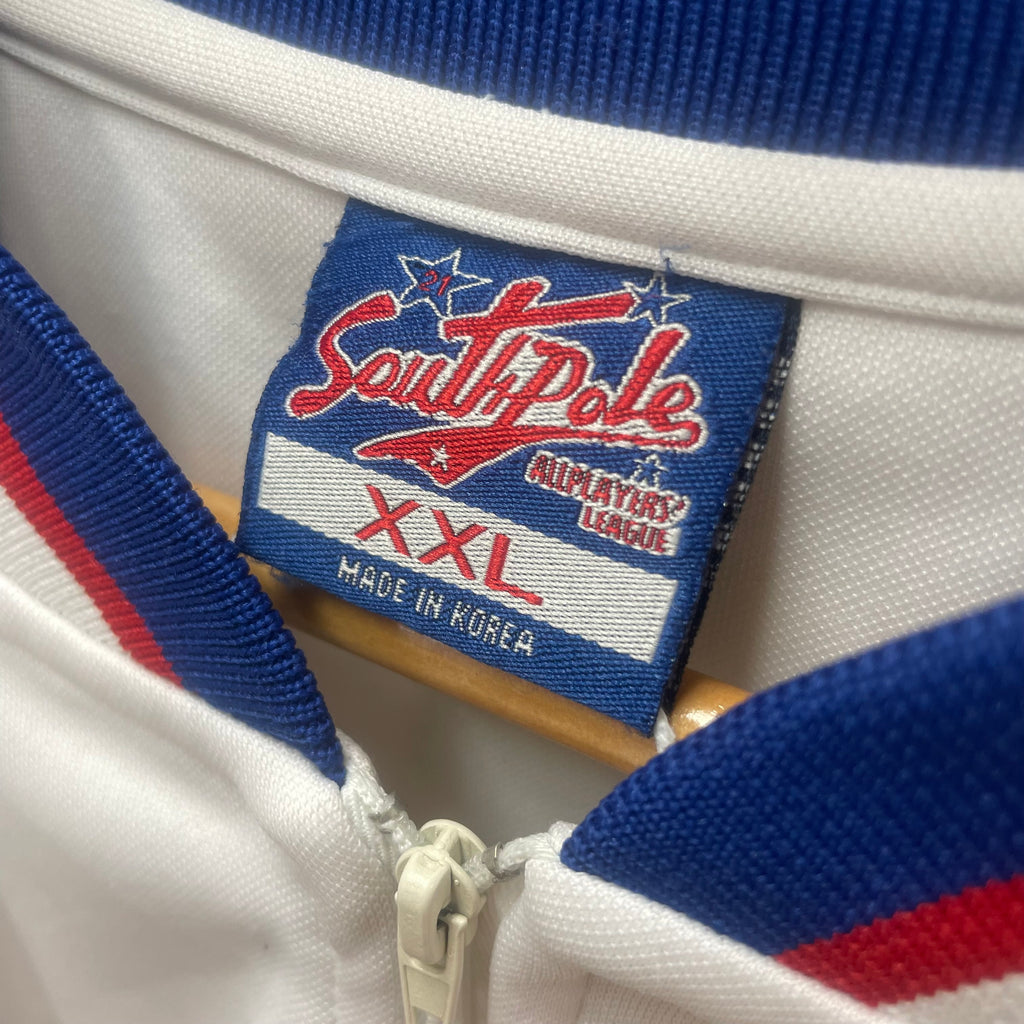 21
SouthPole
ALLPLAYERS'
LEAGUE
XXL
MADE IN KOREA